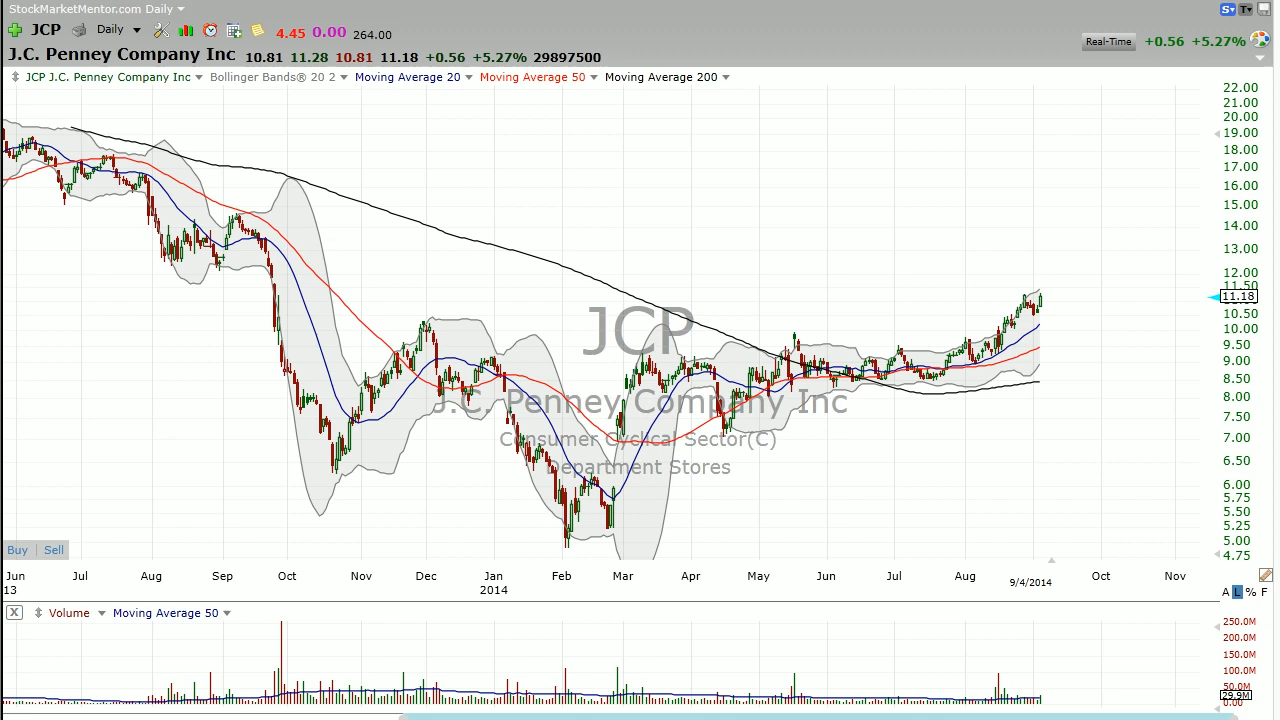 StockMarketMentor.com Daily
JCP Daily 4.45 0.00 264.00
Real-Time +0.56 +5.27%
J.C. Penney Company Inc 10.81 11.28 10.81 11.18 +0.56 +5.27% 29897500
JCP J.C. Penney Company Inc Bollinger Bands® 20 2 Moving Average 20 Moving Average 50 Moving Average 200
22.00
21.00
20.00
19.00
18.00
17.00
16.00
15.00
14.00
13.00
12.00
11.50
11.18
10.50
10.00
9.50
9.00
8.50
8.00
7.50
7.00
6.50
6.00
5.75
5.50
5.25
5.00
4.75
JCP
J.C. Penney Company Inc
Consumer Cyclical Sector(C)
Department Stores
Buy Sell
Jun Jul Aug Sep Oct Nov Dec Jan Feb Mar Apr May Jun Jul Aug 9/4/2014 Oct Nov
13 2014
A L % F
X Volume Moving Average 50
250.0M
200.0M
150.0M
100.0M
50.0M
29.9M
0.00